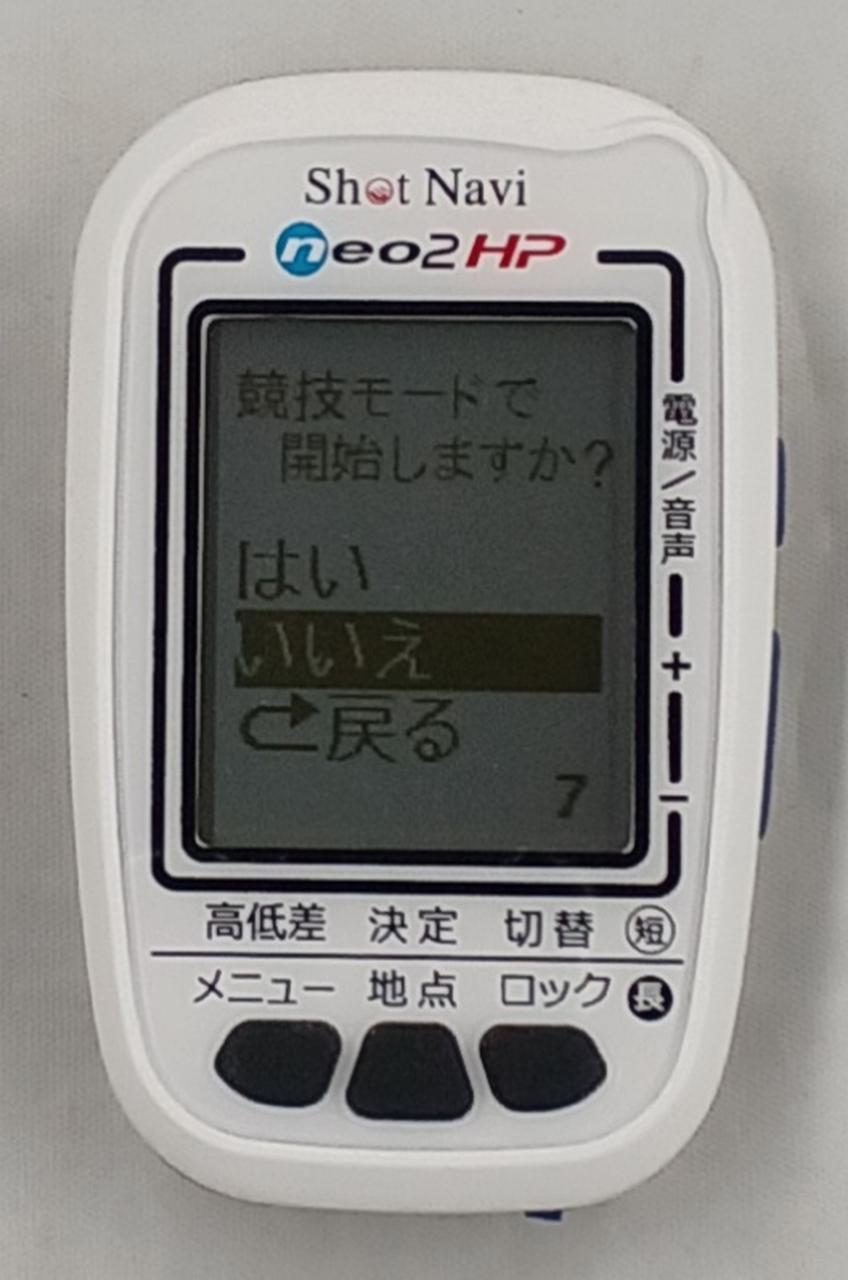 Shot Navi
neo2HP
競技モードで
開始しますか?
はい
いいえ
戻る
7
電源/音声
+
−
高低差 決定 切替 短
メニュー 地点 ロック 長